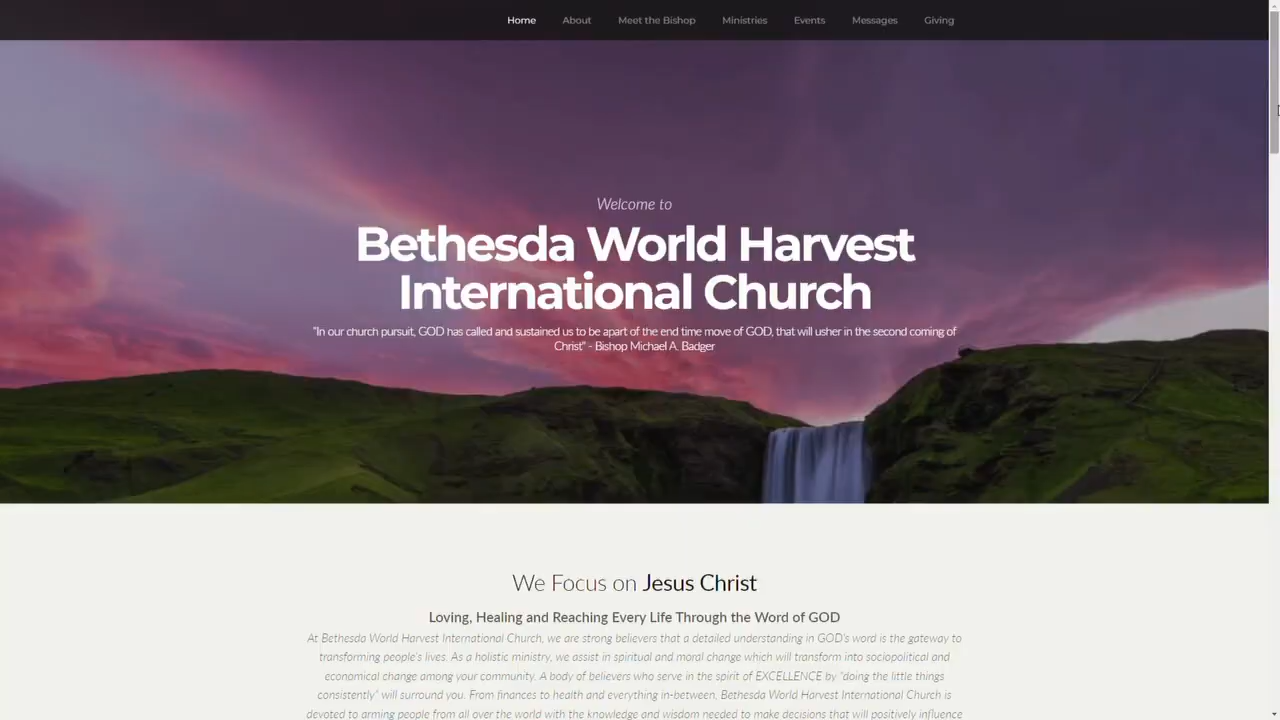 Home About Meet the Bishop Ministries Events Messages Giving
Welcome to
Bethesda World Harvest
International Church
"In our church pursuit, GOD has called and sustained us to be apart of the end time move of GOD, that will usher in the second coming of
Christ" - Bishop Michael A. Badger
We Focus on Jesus Christ
Loving, Healing and Reaching Every Life Through the Word of GOD
At Bethesda World Harvest International Church, we are strong believers that a detailed understanding in GOD's word is the gateway to
transforming people's lives. As a holistic ministry, we assist in spiritual and moral change which will transform into sociopolitical and
economical change among your community. A body of believers who serve in the spirit of EXCELLENCE by "doing the little things
consistently" will surround you. From finances to health and everything in-between, Bethesda World Harvest International Church is
devoted to arming people from all over the world with the knowledge and wisdom needed to make decisions that will positively influence